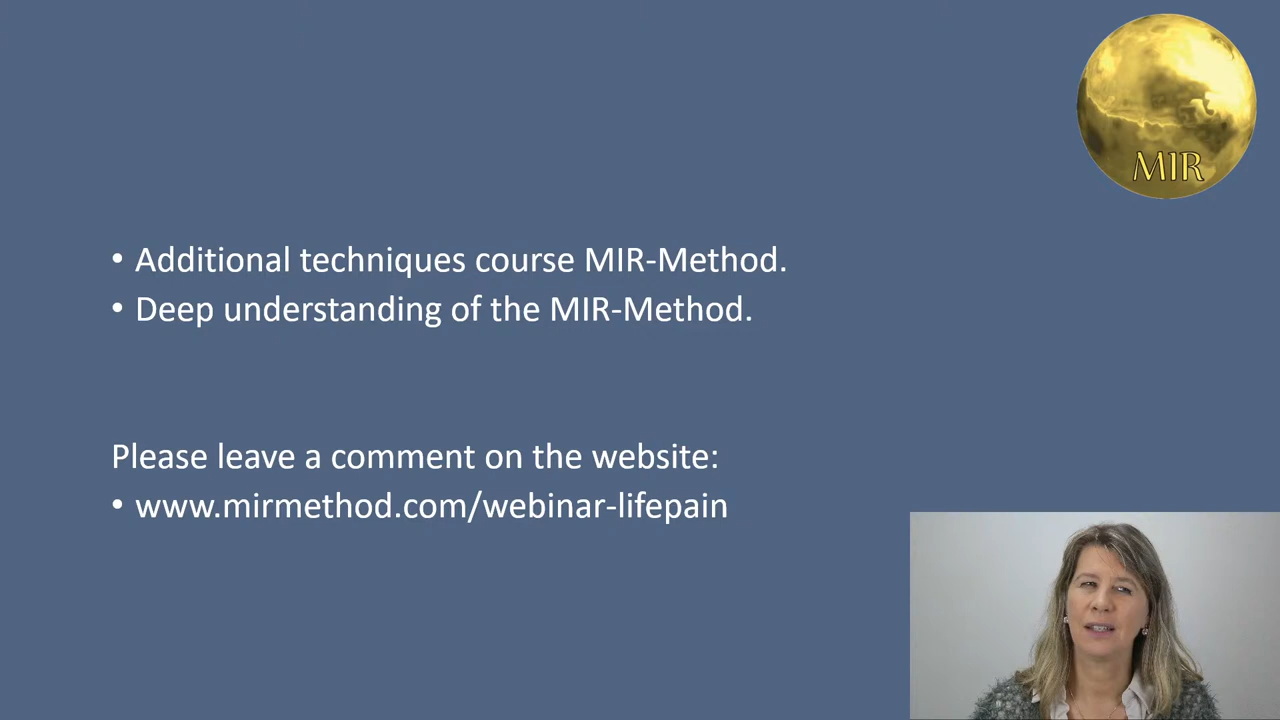 MIR
• Additional techniques course MIR-Method.
• Deep understanding of the MIR-Method.
Please leave a comment on the website:
• www.mirmethod.com/webinar-lifepain